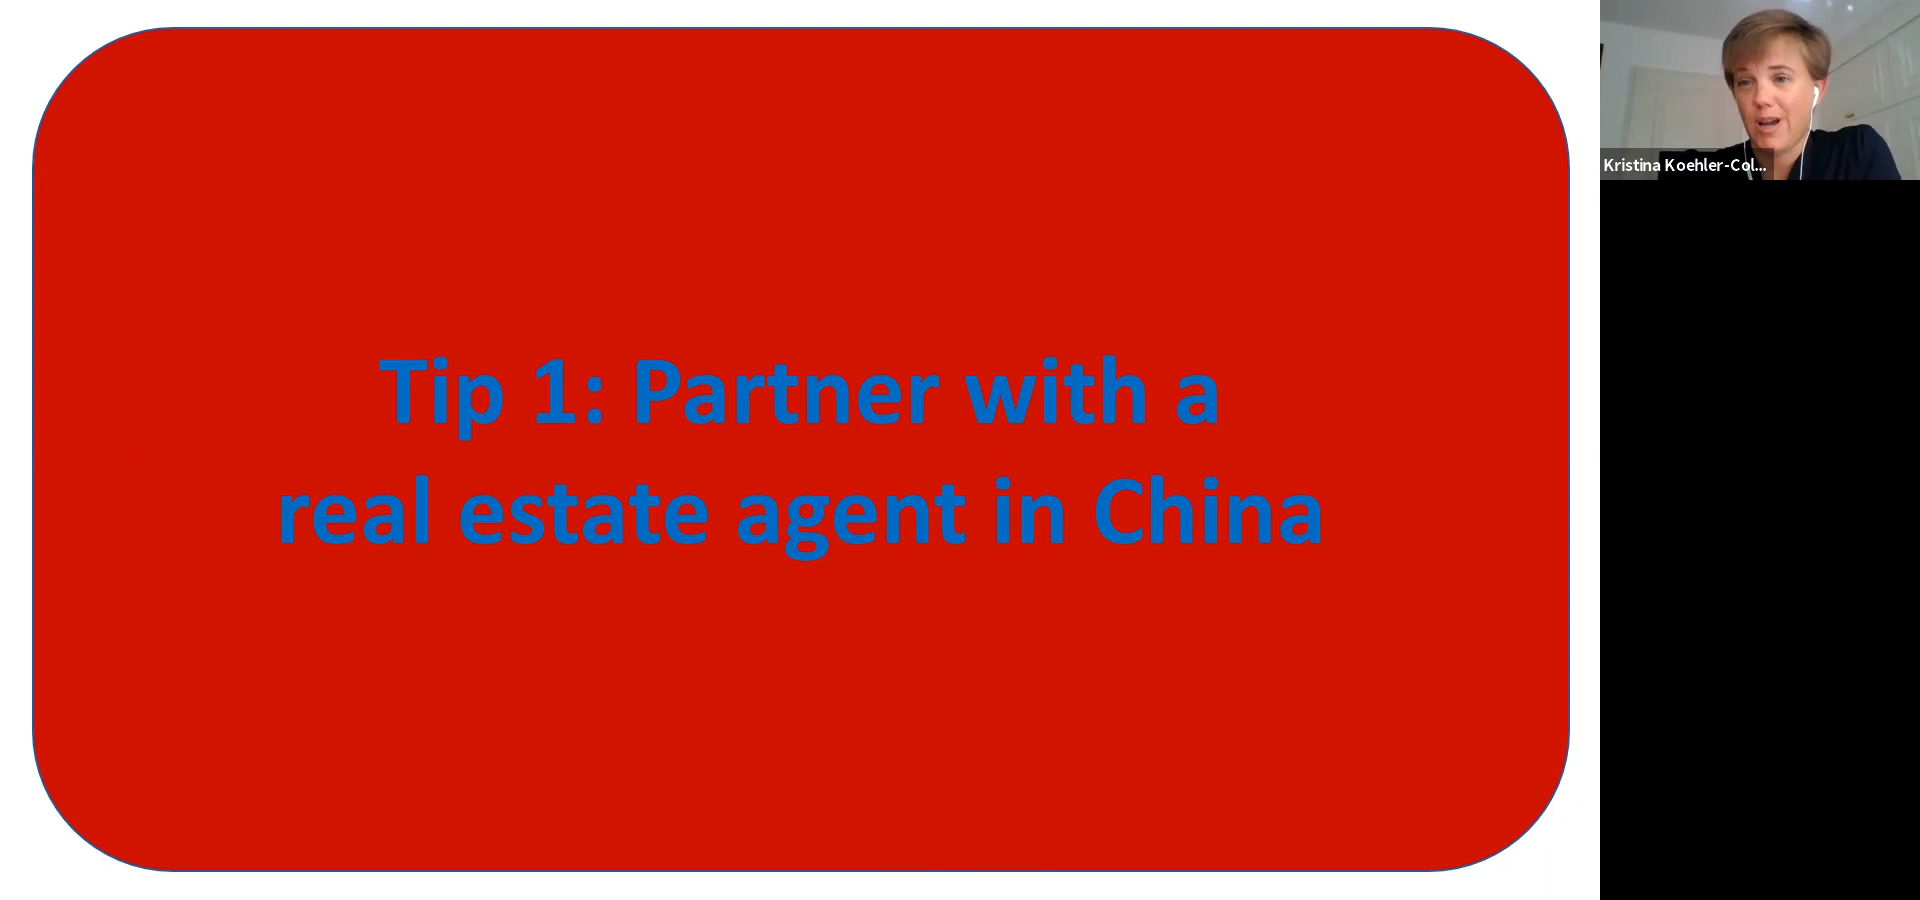 Tip 1: Partner with a
real estate agent in China
Kristina Koehler-Col...